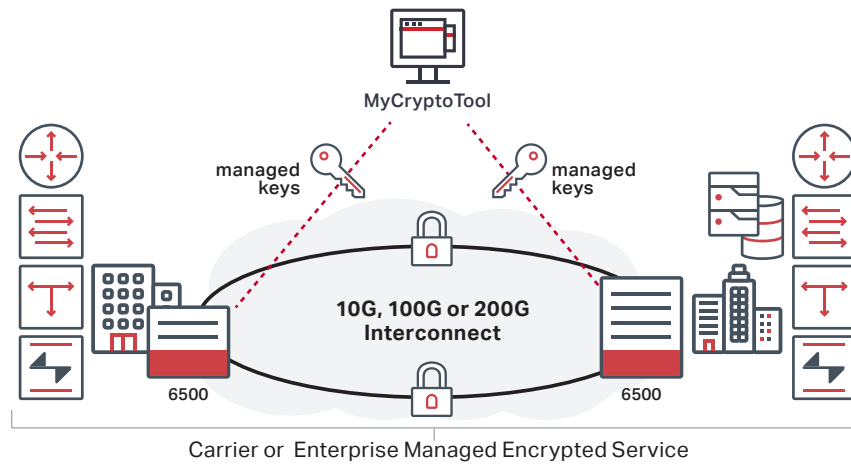 MyCryptoTool
managed
keys
managed
keys
10G, 100G or 200G
Interconnect
6500
6500
Carrier or Enterprise Managed Encrypted Service